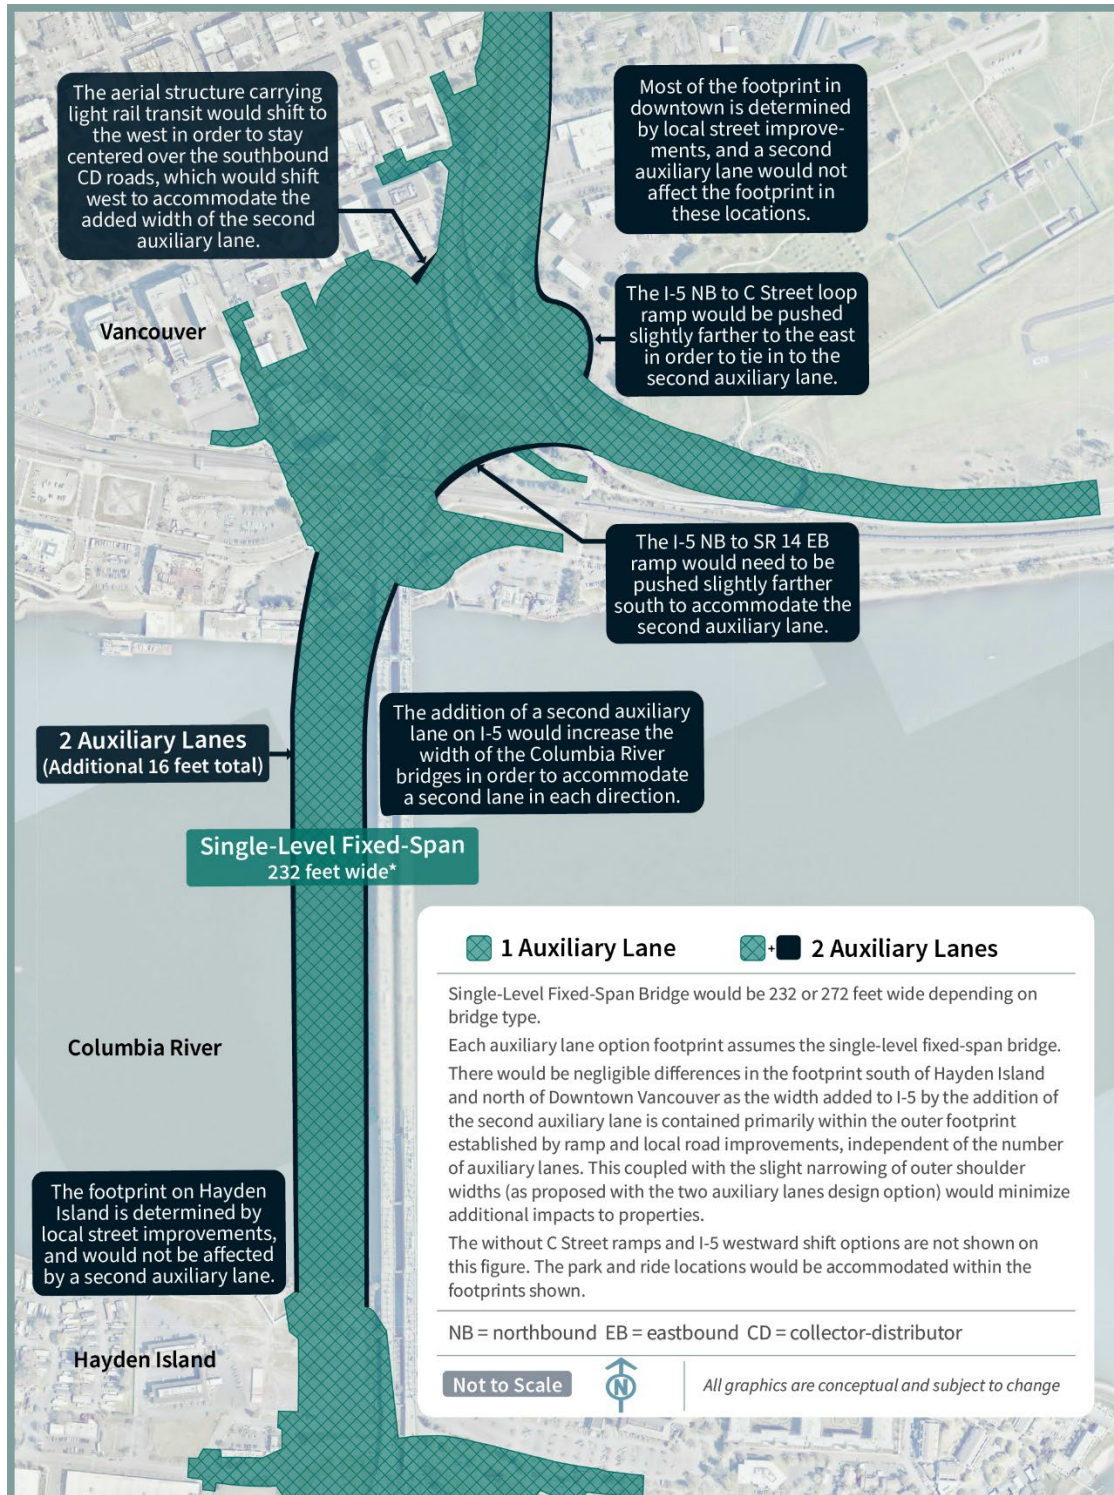 The aerial structure carrying
light rail transit would shift to
the west in order to stay
centered over the southbound
CD roads, which would shift
west to accommodate the
added width of the second
auxiliary lane.
Most of the footprint in
downtown is determined
by local street improve-
ments, and a second
auxiliary lane would not
affect the footprint in
these locations.
The I-5 NB to C Street loop
ramp would be pushed
slightly farther to the east
in order to tie in to the
second auxiliary lane.
Vancouver
The I-5 NB to SR 14 EB
ramp would need to be
pushed slightly farther
south to accommodate the
second auxiliary lane.
2 Auxiliary Lanes
(Additional 16 feet total)
The addition of a second auxiliary
lane on I-5 would increase the
width of the Columbia River
bridges in order to accommodate
a second lane in each direction.
Single-Level Fixed-Span
232 feet wide*
Columbia River
The footprint on Hayden
Island is determined by
local street improvements,
and would not be affected
by a second auxiliary lane.
Hayden Island
1 Auxiliary Lane
+ 2 Auxiliary Lanes
Single-Level Fixed-Span Bridge would be 232 or 272 feet wide depending on
bridge type.
Each auxiliary lane option footprint assumes the single-level fixed-span bridge.
There would be negligible differences in the footprint south of Hayden Island
and north of Downtown Vancouver as the width added to I-5 by the addition of
the second auxiliary lane is contained primarily within the outer footprint
established by ramp and local road improvements, independent of the number
of auxiliary lanes. This coupled with the slight narrowing of outer shoulder
widths (as proposed with the two auxiliary lanes design option) would minimize
additional impacts to properties.
The without C Street ramps and I-5 westward shift options are not shown on
this figure. The park and ride locations would be accommodated within the
footprints shown.
NB = northbound EB = eastbound CD = collector-distributor
Not to Scale
N
All graphics are conceptual and subject to change